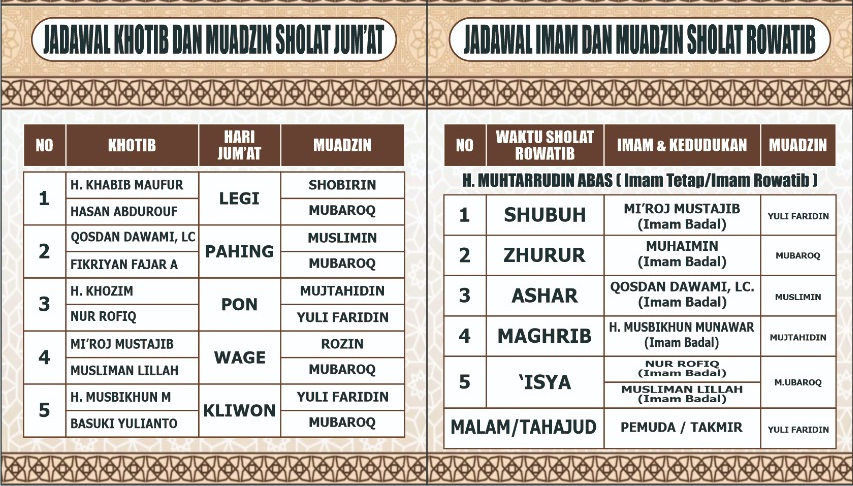 JADAWAL KHOTIB DAN MUADZIN SHOLAT JUM'AT
NO KHOTIB HARI JUM'AT MUADZIN
1 H. KHABIB MAUFUR LEGI SHOBIRIN
HASAN ABDUROUF MUBAROQ
2 QOSDAN DAWAMI, LC PAHING MUSLIMIN
FIKRIYAN FAJAR A MUBAROQ
3 H. KHOZIM PON MUJTAHIDIN
NUR ROFIQ YULI FARIDIN
4 MI'ROJ MUSTAJIB WAGE ROZIN
MUSLIMAN LILLAH MUBAROQ
5 H. MUSBIKHUN M KLIWON YULI FARIDIN
BASUKI YULIANTO MUBAROQ
JADAWAL IMAM DAN MUADZIN SHOLAT ROWATIB
NO WAKTU SHOLAT ROWATIB IMAM & KEDUDUKAN MUADZIN
H. MUHTARRUDIN ABAS ( Imam Tetap/Imam Rowatib )
1 SHUBUH MI'ROJ MUSTAJIB (Imam Badal) YULI FARIDIN
2 ZHURUR MUHAIMIN (Imam Badal) MUBAROQ
3 ASHAR QOSDAN DAWAMI, LC. (Imam Badal) MUSLIMIN
4 MAGHRIB H. MUSBIKHUN MUNAWAR (Imam Badal) MUJTAHIDIN
5 'ISYA NUR ROFIQ (Imam Badal) M.UBAROQ
MUSLIMAN LILLAH (Imam Badal)
MALAM/TAHAJUD PEMUDA / TAKMIR YULI FARIDIN